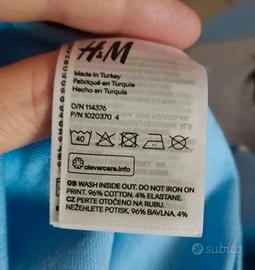 H&M
Made in Turkey
Fabriqué en Turquie
Hecho en Turquía
O/N 114376
P/N 1020370 4
40
clevercare.info
GB WASH INSIDE OUT. DO NOT IRON ON
PRINT. 96% COTTON. 4% ELASTANE.
CZ PERTE OTOČENO NA RUBU.
NEŽEHLETE POTISK. 96% BAVLNA. 4%
subito